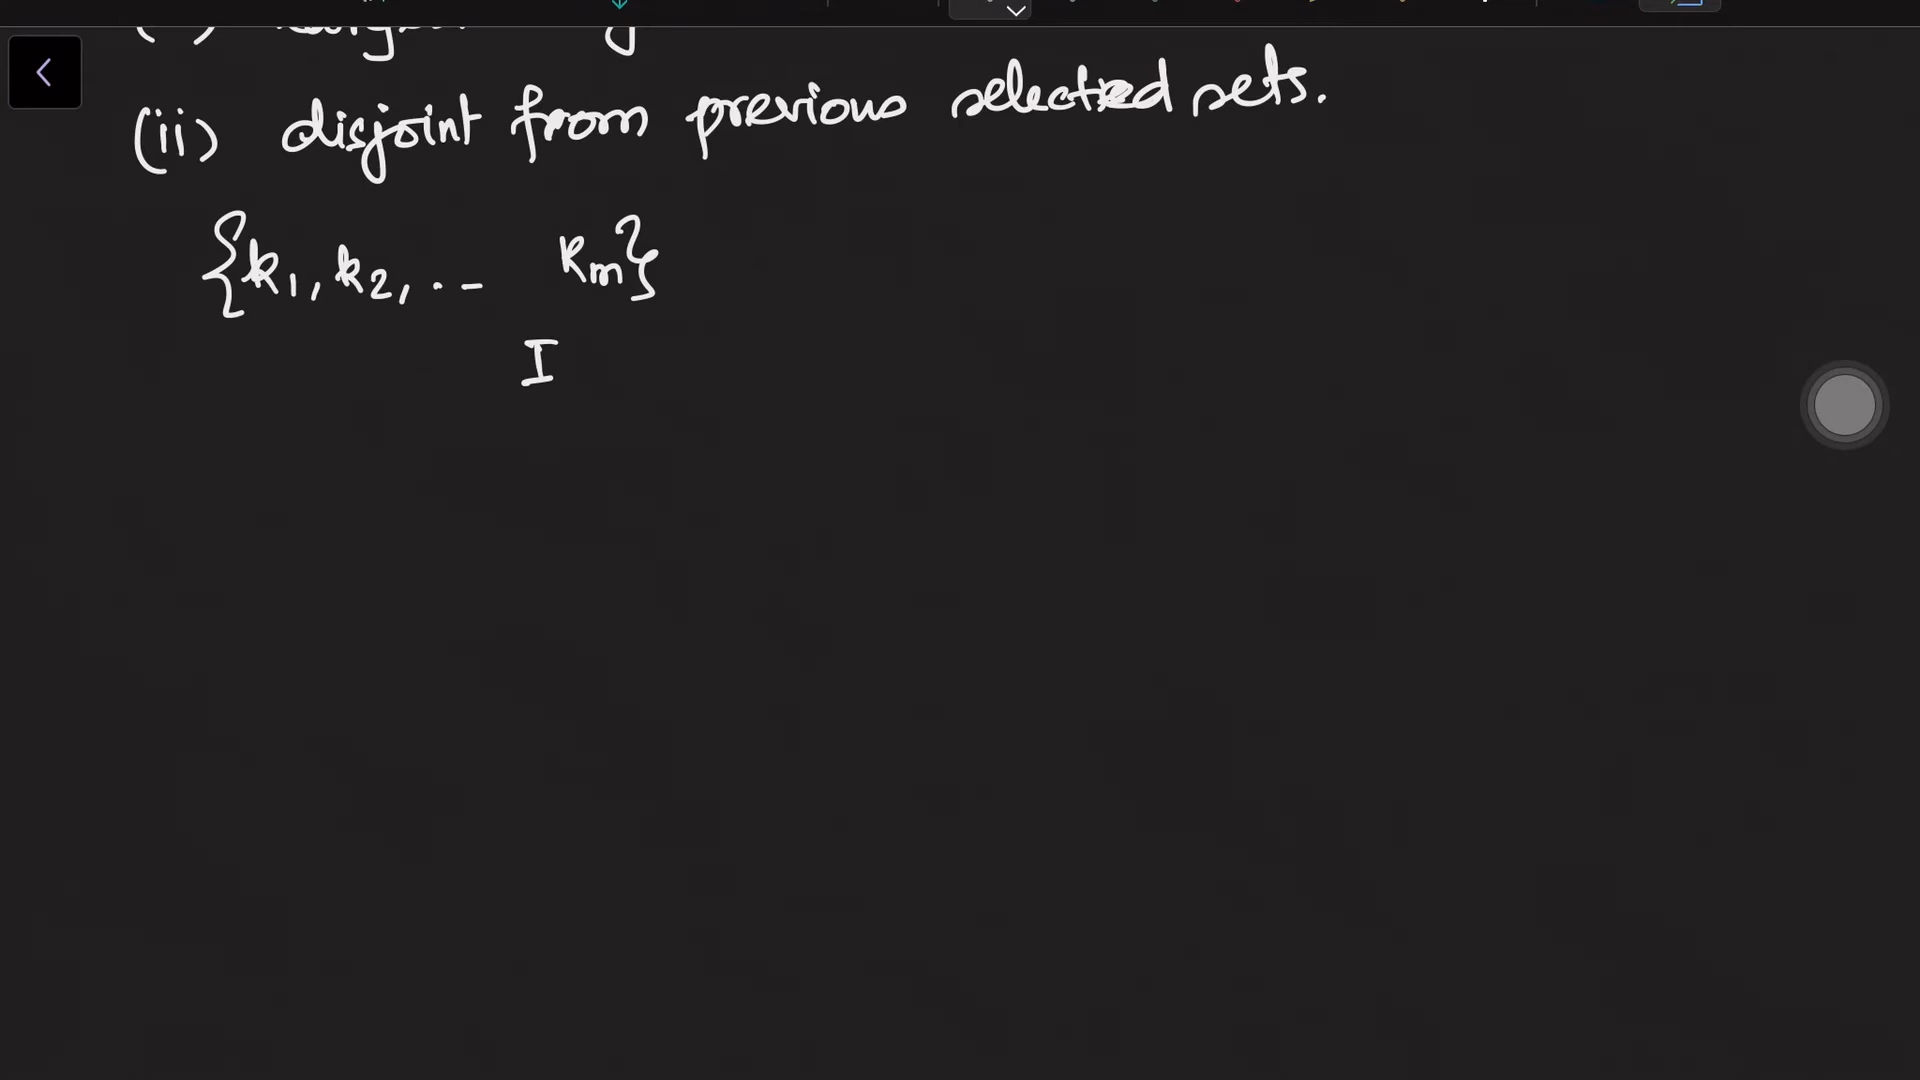 (ii) disjoint from previous selected sets.
{k₁, k₂, .. - Kₘ}
I